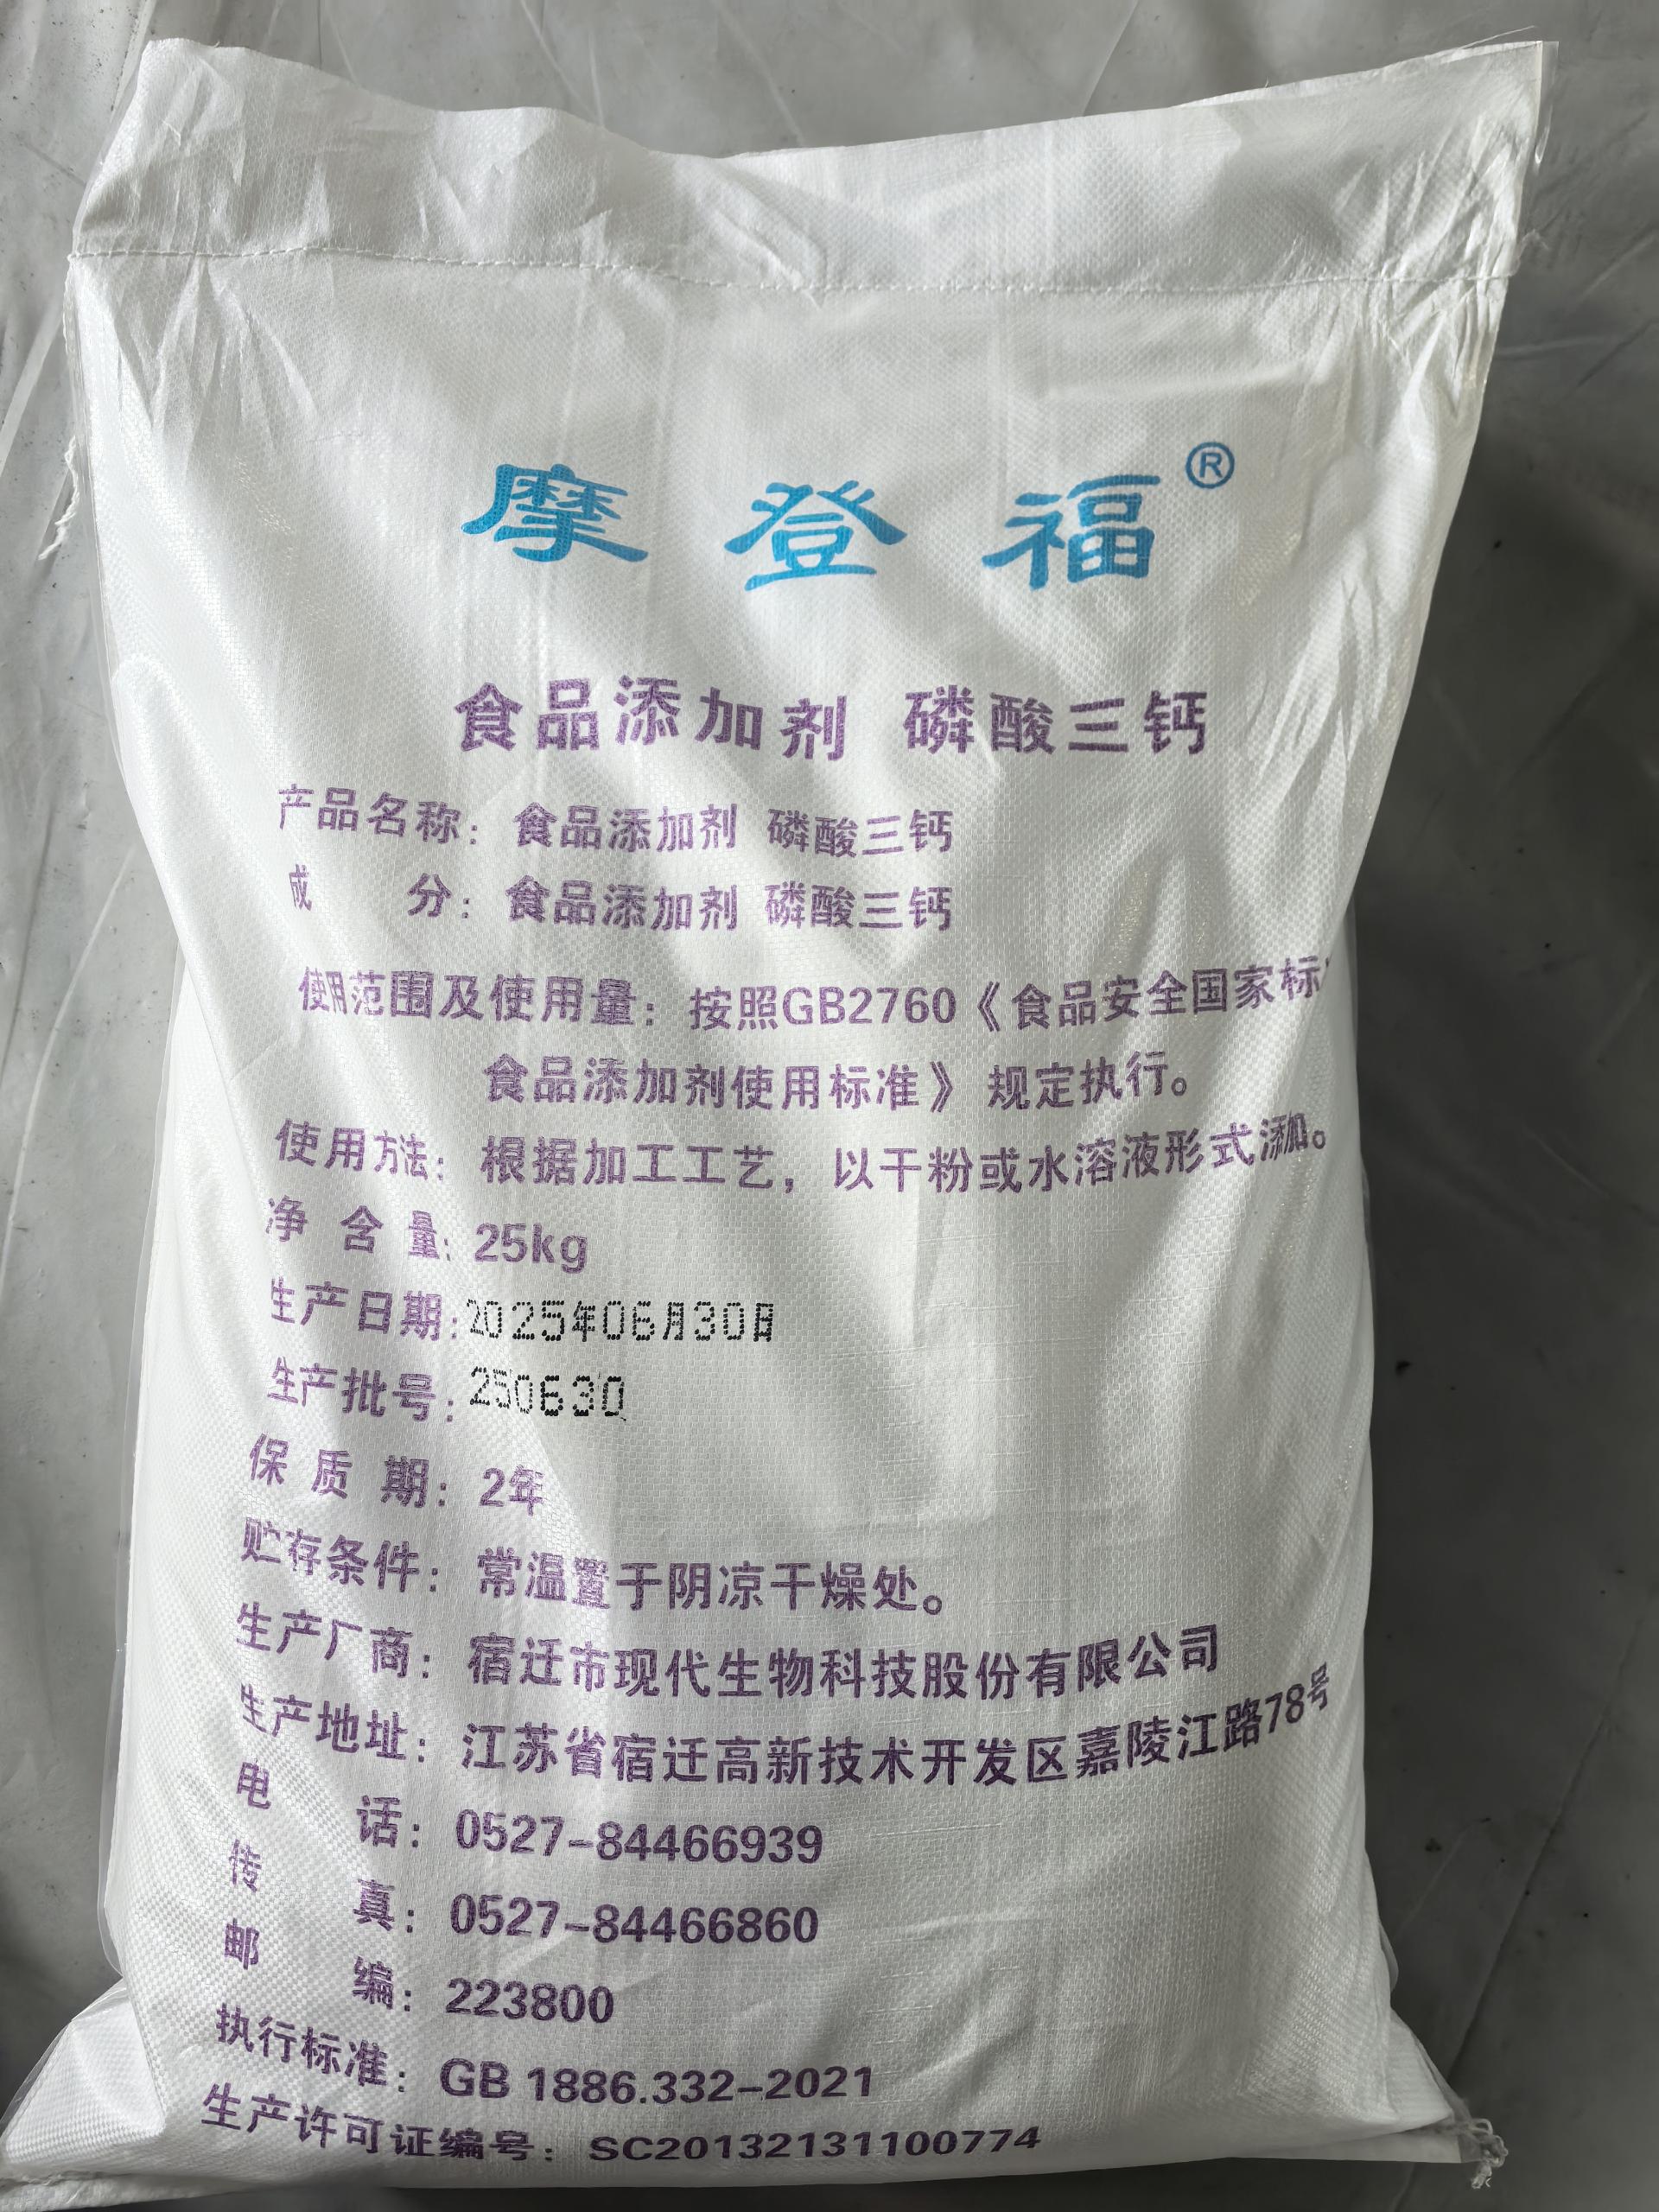 摩登福®
食品添加剂 磷酸三钙
产品名称：食品添加剂 磷酸三钙
成 分：食品添加剂 磷酸三钙
使用范围及使用量：按照GB2760《食品安全国家标
食品添加剂使用标准》规定执行。
使用方法：根据加工工艺，以干粉或水溶液形式添加。
净 含 量：25kg
生产日期：2025年06月30日
生产批号：250630
保 质 期：2年
贮存条件：常温置于阴凉干燥处。
生产厂商：宿迁市现代生物科技股份有限公司
生产地址：江苏省宿迁高新技术开发区嘉陵江路78号
电 话：0527-84466939
传 真：0527-84466860
邮 编：223800
执行标准：GB 1886.332-2021
生产许可证编号：SC20132131100774